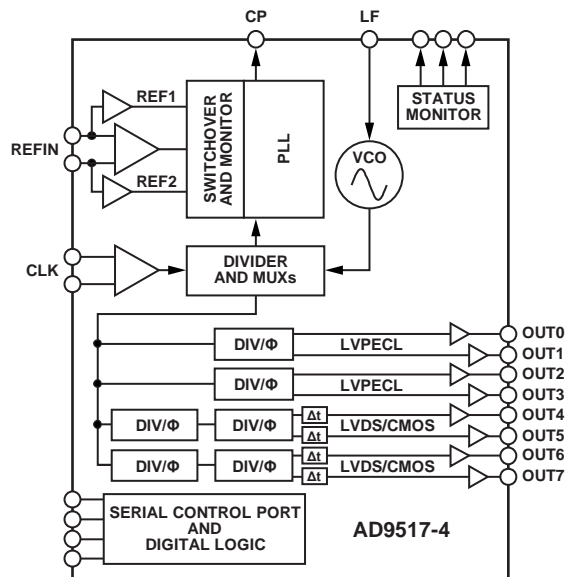 CP
LF
REF1
REFIN
REF2
SWITCHOVER
AND MONITOR
PLL
STATUS
MONITOR
VCO
CLK
DIVIDER
AND MUXs
DIV/Φ
LVPECL
OUT0
OUT1
DIV/Φ
LVPECL
OUT2
OUT3
DIV/Φ
DIV/Φ
Δt
Δt
LVDS/CMOS
OUT4
OUT5
DIV/Φ
DIV/Φ
Δt
Δt
LVDS/CMOS
OUT6
OUT7
SERIAL CONTROL PORT
AND
DIGITAL LOGIC
AD9517-4